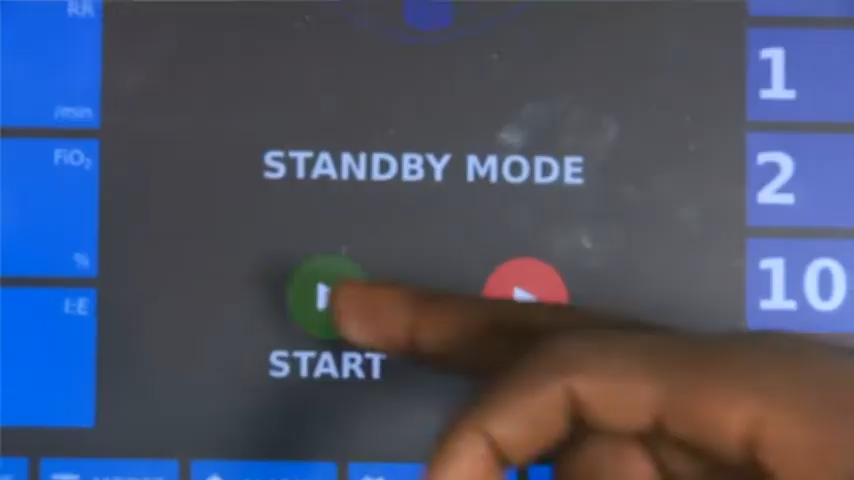 RR
/min
FiO₂
%
I:E
STANDBY MODE
START
1
2
10